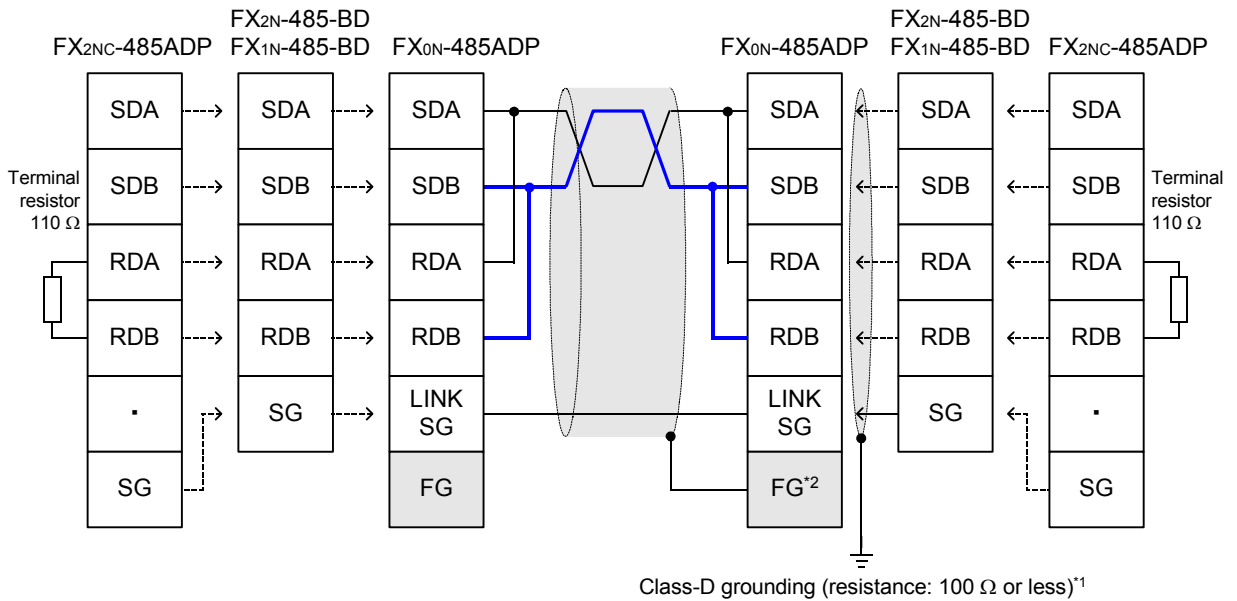 FX2N-485-BD
FX2NC-485ADP FX1N-485-BD FX0N-485ADP
FX2N-485-BD
FX0N-485ADP FX1N-485-BD FX2NC-485ADP
Terminal
resistor
110 Ω
SDA
SDB
RDA
RDB
.
SG
SDA
SDB
RDA
RDB
SG
SDA
SDB
RDA
RDB
LINK
SG
FG
SDA
SDB
RDA
RDB
LINK
SG
FG*2
SDA
SDB
RDA
RDB
SG
SDA
SDB
RDA
RDB
.
SG
Terminal
resistor
110 Ω
Class-D grounding (resistance: 100 Ω or less)*1